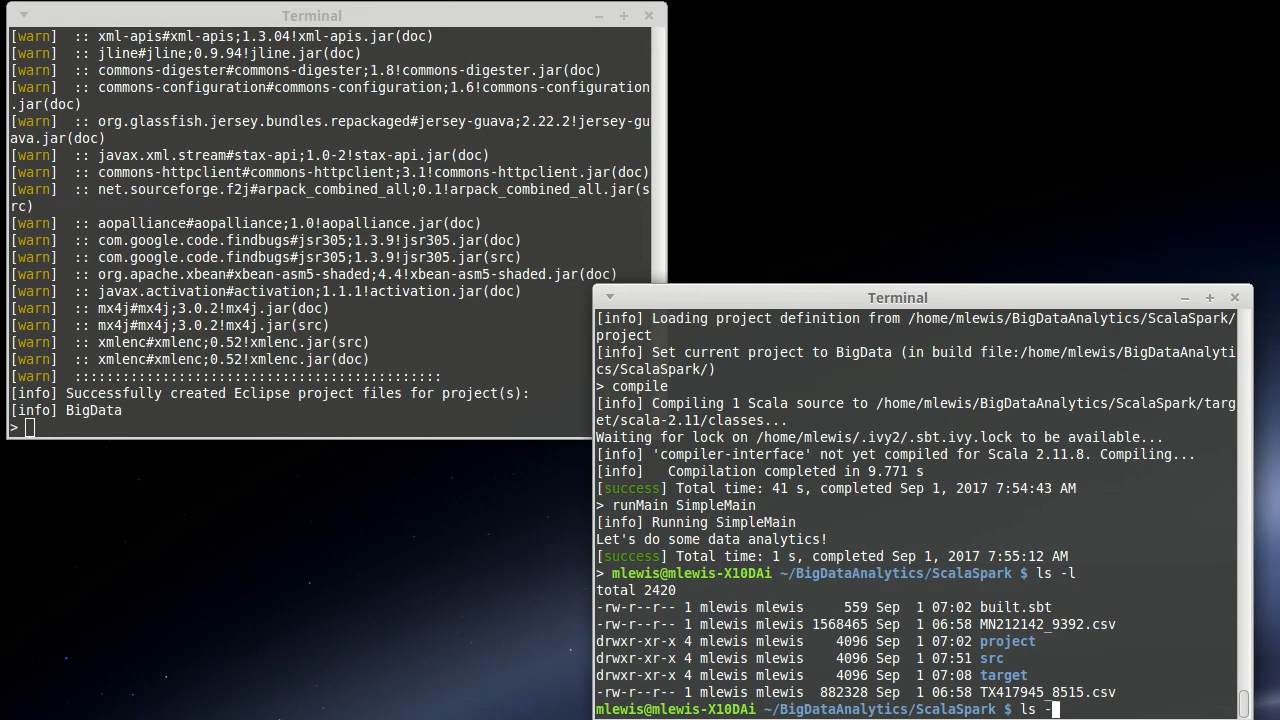 Terminal
[warn]  :: xml-apis#xml-apis;1.3.04!xml-apis.jar(doc)
[warn]  :: jline#jline;0.9.94!jline.jar(doc)
[warn]  :: commons-digester#commons-digester;1.8!commons-digester.jar(doc)
[warn]  :: commons-configuration#commons-configuration;1.6!commons-configuration
.jar(doc)
[warn]  :: org.glassfish.jersey.bundles.repackaged#jersey-guava;2.22.2!jersey-gu
ava.jar(doc)
[warn]  :: javax.xml.stream#stax-api;1.0-2!stax-api.jar(doc)
[warn]  :: commons-httpclient#commons-httpclient;3.1!commons-httpclient.jar(doc)
[warn]  :: net.sourceforge.f2j#arpack_combined_all;0.1!arpack_combined_all.jar(s
rc)
[warn]  :: aopalliance#aopalliance;1.0!aopalliance.jar(doc)
[warn]  :: com.google.code.findbugs#jsr305;1.3.9!jsr305.jar(doc)
[warn]  :: com.google.code.findbugs#jsr305;1.3.9!jsr305.jar(src)
[warn]  :: org.apache.xbean#xbean-asm5-shaded;4.4!xbean-asm5-shaded.jar(doc)
[warn]  :: javax.activation#activation;1.1.1!activation.jar(doc)
[warn]  :: mx4j#mx4j;3.0.2!mx4j.jar(doc)
[warn]  :: mx4j#mx4j;3.0.2!mx4j.jar(src)
[warn]  :: xmlenc#xmlenc;0.52!xmlenc.jar(src)
[warn]  :: xmlenc#xmlenc;0.52!xmlenc.jar(doc)
[warn]  ::::::::::::::::::::::::::::::::::::::::::::::
[info] Successfully created Eclipse project files for project(s):
[info] BigData
>
Terminal
[info] Loading project definition from /home/mlewis/BigDataAnalytics/ScalaSpark/
project
[info] Set current project to BigData (in build file:/home/mlewis/BigDataAnalyti
cs/ScalaSpark/)
> compile
[info] Compiling 1 Scala source to /home/mlewis/BigDataAnalytics/ScalaSpark/targ
et/scala-2.11/classes...
Waiting for lock on /home/mlewis/.ivy2/.sbt.ivy.lock to be available...
[info] 'compiler-interface' not yet compiled for Scala 2.11.8. Compiling...
[info]   Compilation completed in 9.771 s
[success] Total time: 41 s, completed Sep 1, 2017 7:54:43 AM
> runMain SimpleMain
[info] Running SimpleMain
Let's do some data analytics!
[success] Total time: 1 s, completed Sep 1, 2017 7:55:12 AM
> mlewis@mlewis-X10DAi ~/BigDataAnalytics/ScalaSpark $ ls -l
total 2420
-rw-r--r-- 1 mlewis mlewis     559 Sep  1 07:02 built.sbt
-rw-r--r-- 1 mlewis mlewis 1568465 Sep  1 06:58 MN212142_9392.csv
drwxr-xr-x 4 mlewis mlewis    4096 Sep  1 07:02 project
drwxr-xr-x 4 mlewis mlewis    4096 Sep  1 07:51 src
drwxr-xr-x 4 mlewis mlewis    4096 Sep  1 07:08 target
-rw-r--r-- 1 mlewis mlewis  882328 Sep  1 06:58 TX417945_8515.csv
mlewis@mlewis-X10DAi ~/BigDataAnalytics/ScalaSpark $ ls -